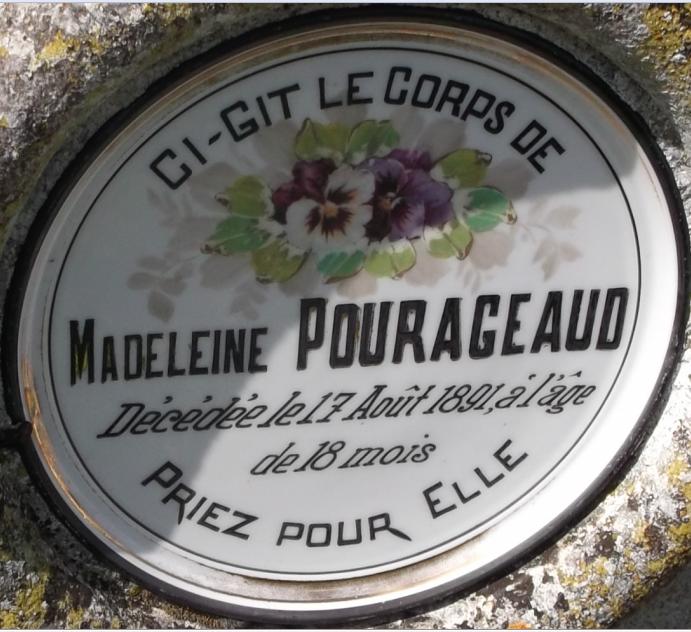 CI-GIT LE CORPS DE
MADELEINE POURAGEAUD
Décédée le 17 Août 1891, à l'âge
de 18 mois
PRIEZ POUR ELLE